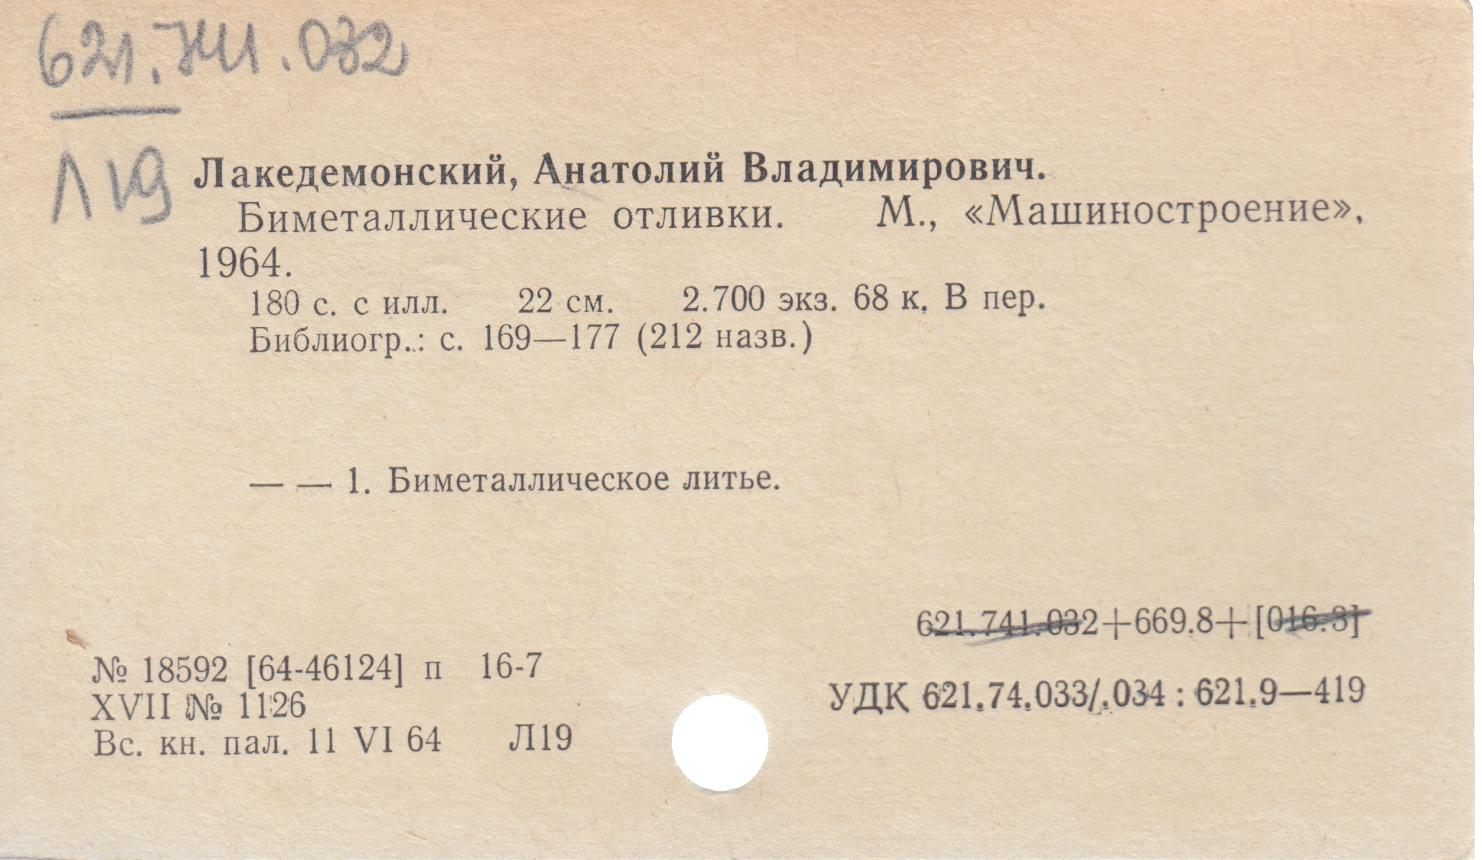 621.741.032
Л19
Лакедемонский, Анатолий Владимирович.
Биметаллические отливки. М., «Машиностроение»,
1964.
180 с. с илл. 22 см. 2.700 экз. 68 к. В пер.
Библиогр.: с. 169—177 (212 назв.)
— — 1. Биметаллическое литье.
621.741.032+669.8+[016.3]
№ 18592 [64-46124] п 16-7
XVII № 1126
УДК 621.74.033/.034 : 621.9—419
Вс. кн. пал. 11 VI 64 Л19